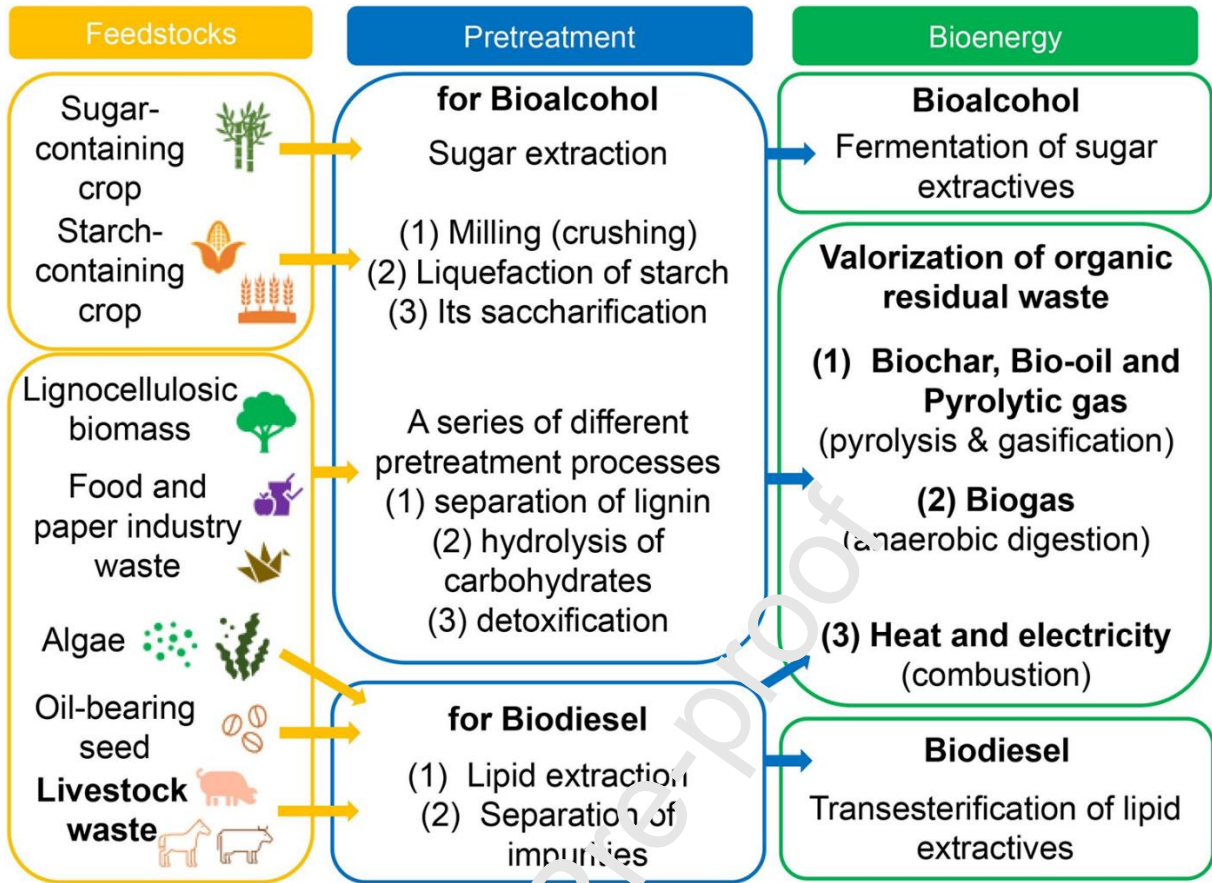 Feedstocks
Pretreatment
Bioenergy
Sugar-
containing
crop
Starch-
containing
crop
Lignocellulosic
biomass
Food and
paper industry
waste
Algae
Oil-bearing
seed
Livestock
waste
for Bioalcohol
Sugar extraction
(1) Milling (crushing)
(2) Liquefaction of starch
(3) Its saccharification
A series of different
pretreatment processes
(1) separation of lignin
(2) hydrolysis of
carbohydrates
(3) detoxification
for Biodiesel
(1) Lipid extraction
(2) Separation of
impurities
Bioalcohol
Fermentation of sugar
extractives
Valorization of organic
residual waste
(1) Biochar, Bio-oil and
Pyrolytic gas
(pyrolysis & gasification)
(2) Biogas
(anaerobic digestion)
(3) Heat and electricity
(combustion)
Biodiesel
Transesterification of lipid
extractives
Pre-proof